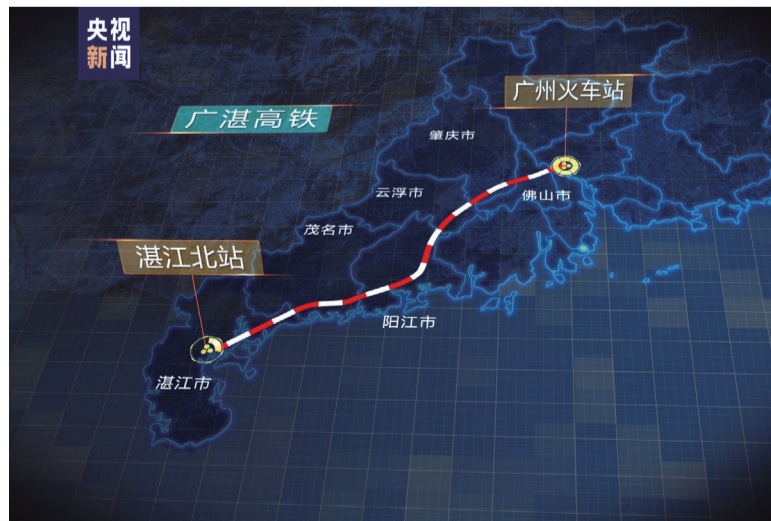 央视
新闻
广州火车站
广湛高铁
肇庆市
云浮市
佛山市
茂名市
湛江北站
阳江市
湛江市